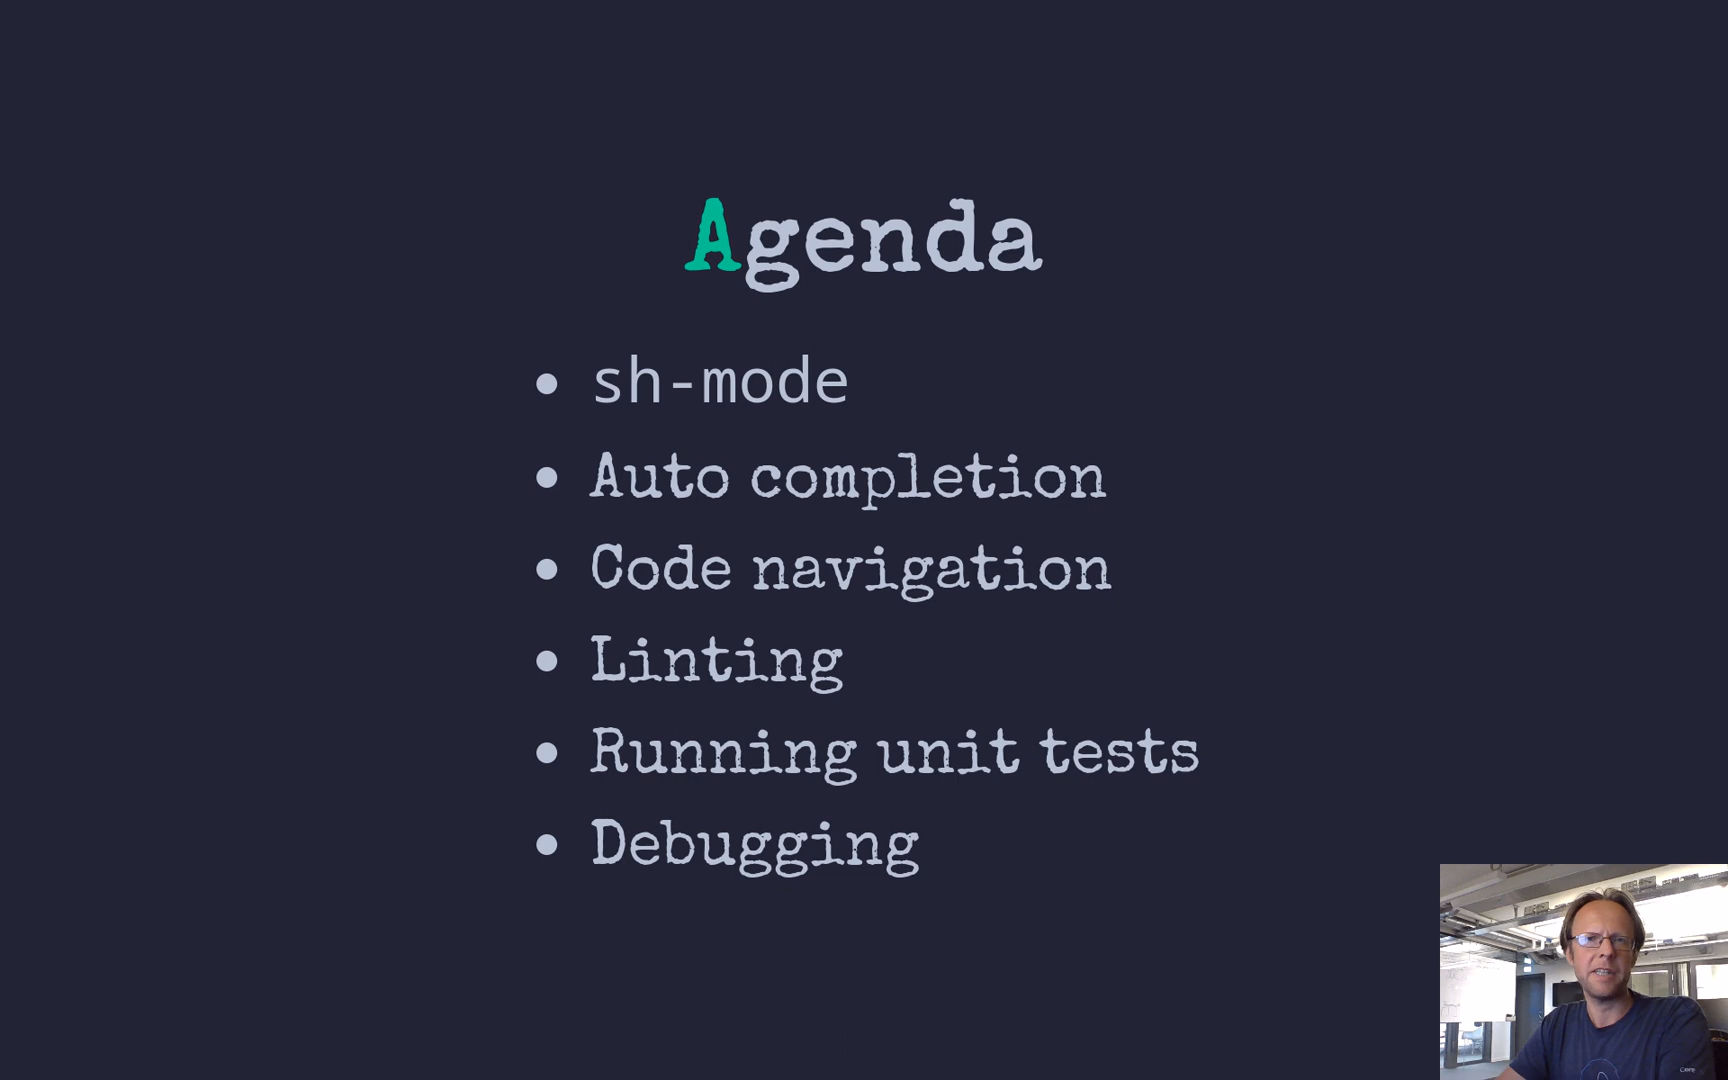 Agenda
sh-mode
Auto completion
Code navigation
Linting
Running unit tests
Debugging